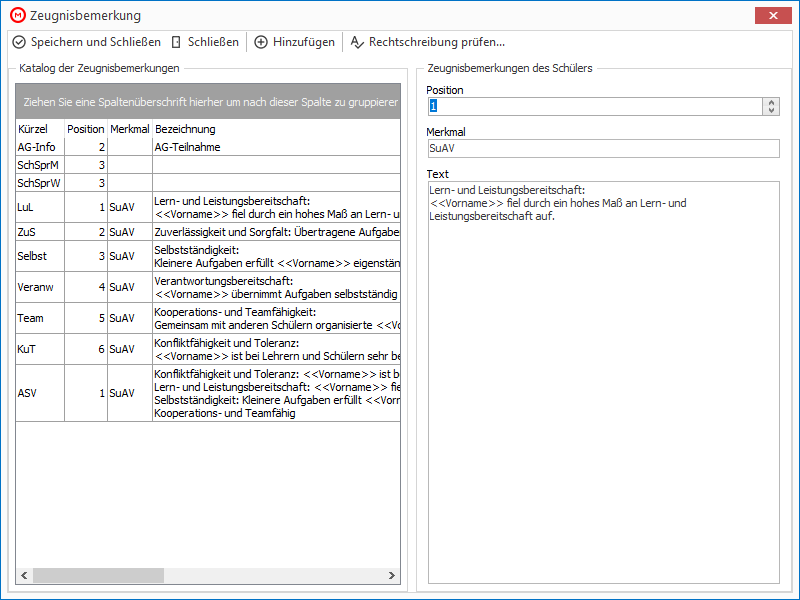 Zeugnisbemerkung
Speichern und Schließen Schließen Hinzufügen Rechtschreibung prüfen...
Katalog der Zeugnisbemerkungen
Ziehen Sie eine Spaltenüberschrift hierher um nach dieser Spalte zu gruppierer
Kürzel Position Merkmal Bezeichnung
AG-Info 2 AG-Teilnahme
SchSprM 3
SchSprW 3
LuL 1 SuAV Lern- und Leistungsbereitschaft:
<<Vorname>> fiel durch ein hohes Maß an Lern- u
ZuS 2 SuAV Zuverlässigkeit und Sorgfalt: Übertragene Aufgabe
Selbst 3 SuAV Selbstständigkeit:
Kleinere Aufgaben erfüllt <<Vorname>> eigenstän
Veranw 4 SuAV Verantwortungsbereitschaft:
<<Vorname>> übernimmt Aufgaben selbstständig
Team 5 SuAV Kooperations- und Teamfähigkeit:
Gemeinsam mit anderen Schülern organisierte <<Vo
KuT 6 SuAV Konfliktfähigkeit und Toleranz:
<<Vorname>> ist bei Lehrern und Schülern sehr be
ASV 1 SuAV Konfliktfähigkeit und Toleranz: <<Vorname>> ist b
Lern- und Leistungsbereitschaft: <<Vorname>> fie
Selbstständigkeit: Kleinere Aufgaben erfüllt <<Vorn
Kooperations- und Teamfähig
Zeugnisbemerkungen des Schülers
Position
1
Merkmal
SuAV
Text
Lern- und Leistungsbereitschaft:
<<Vorname>> fiel durch ein hohes Maß an Lern- und
Leistungsbereitschaft auf.